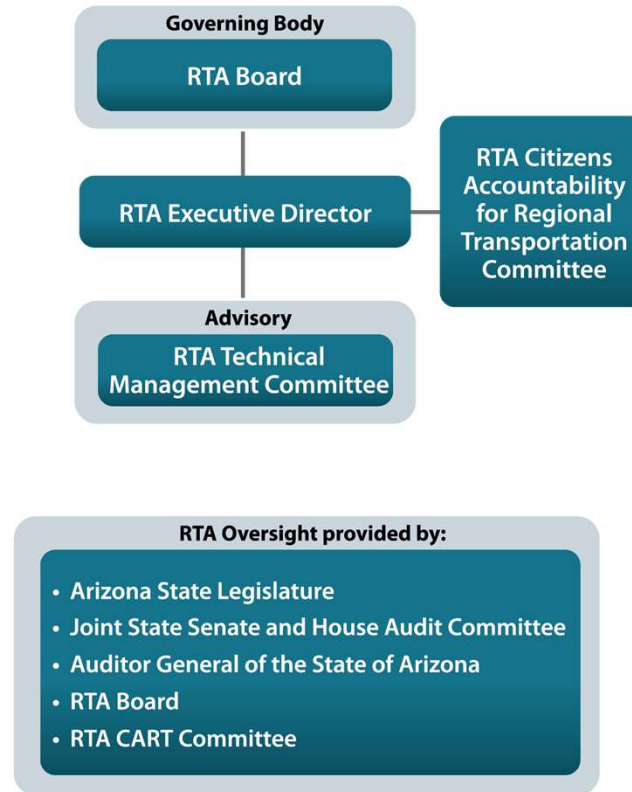 Governing Body
RTA Board
RTA Executive Director
RTA Citizens
Accountability
for Regional
Transportation
Committee
Advisory
RTA Technical
Management Committee
RTA Oversight provided by:
• Arizona State Legislature
• Joint State Senate and House Audit Committee
• Auditor General of the State of Arizona
• RTA Board
• RTA CART Committee